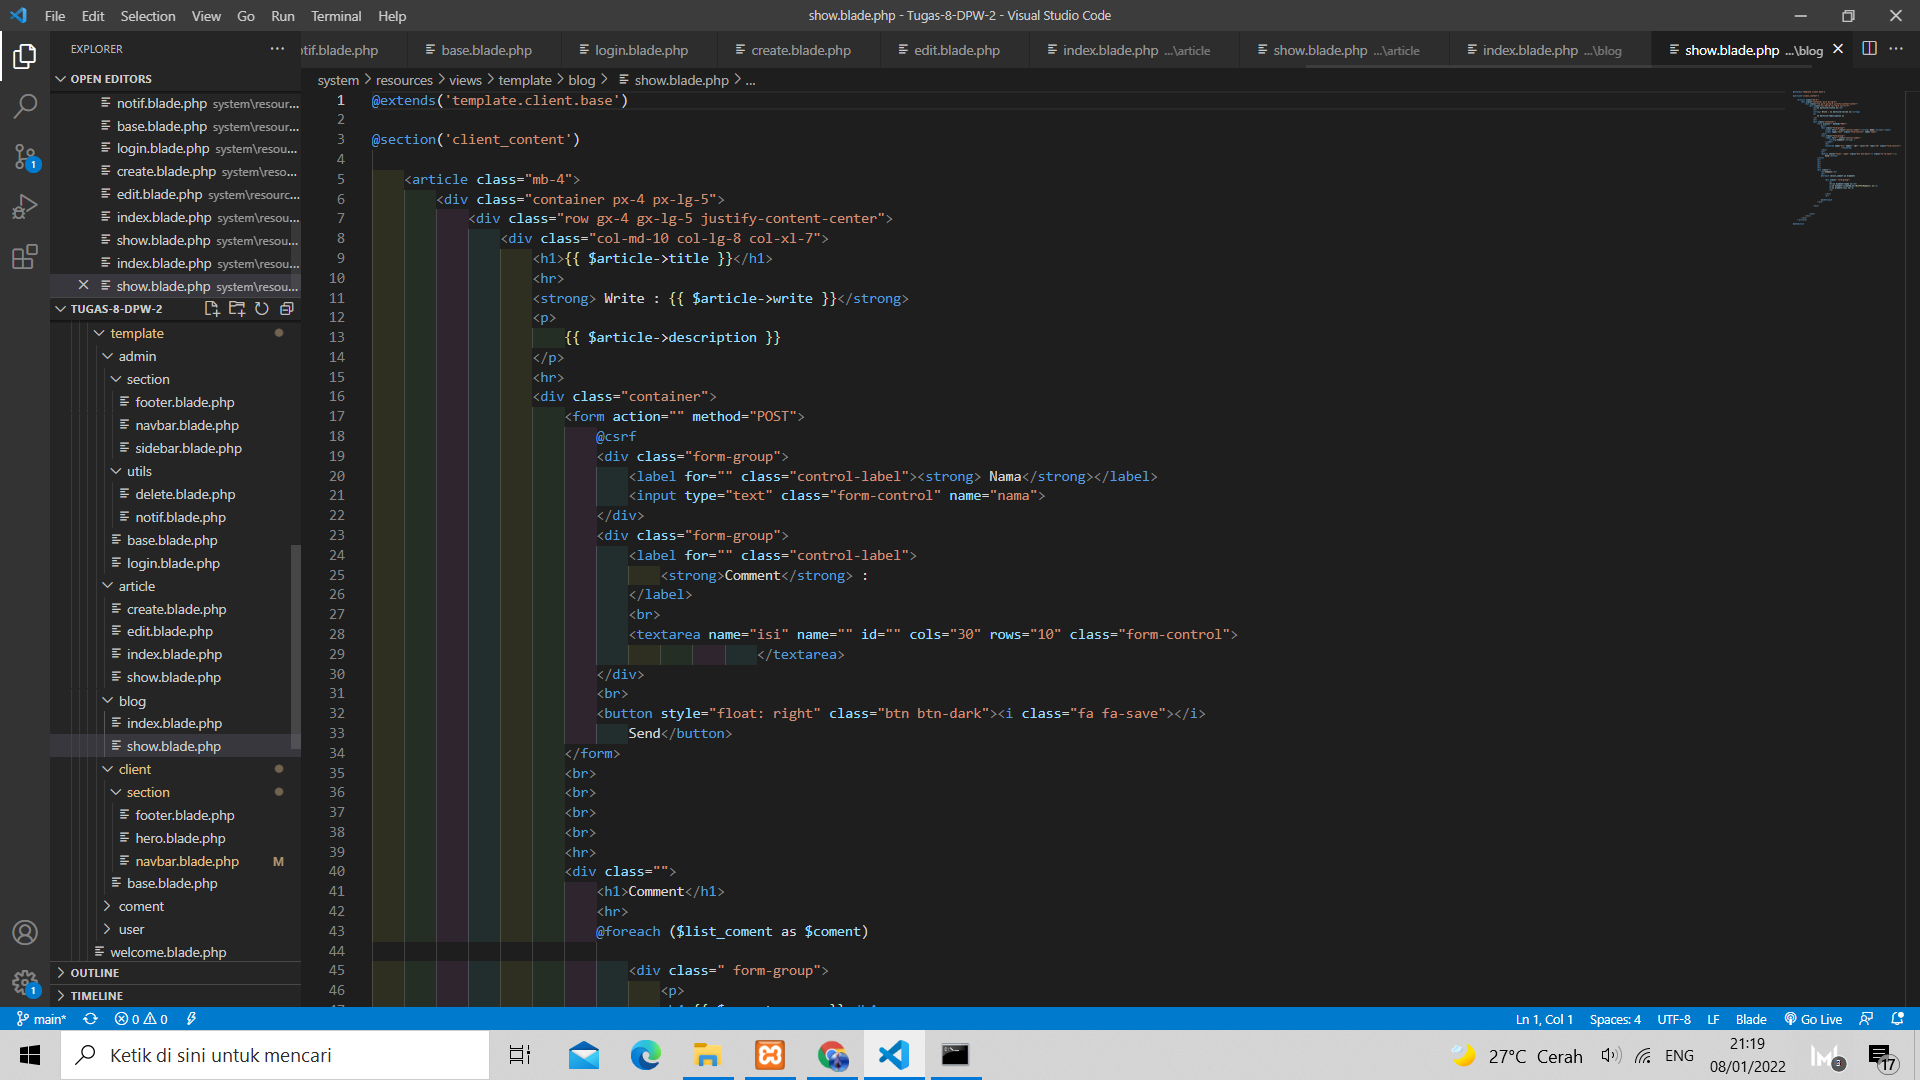 File Edit Selection View Go Run Terminal Help
show.blade.php - Tugas-8-DPW-2 - Visual Studio Code
EXPLORER
tif.blade.php
base.blade.php
login.blade.php
create.blade.php
edit.blade.php
index.blade.php ...\article
show.blade.php ...\article
index.blade.php ...\blog
show.blade.php ...\blog
system > resources > views > template > blog > show.blade.php > ...
OPEN EDITORS
notif.blade.php system\resour...
base.blade.php system\resour...
login.blade.php system\resou...
create.blade.php system\reso...
edit.blade.php system\resourc...
index.blade.php system\resou...
show.blade.php system\resou...
index.blade.php system\resou...
show.blade.php system\resou...
TUGAS-8-DPW-2
template
admin
section
footer.blade.php
navbar.blade.php
sidebar.blade.php
utils
delete.blade.php
notif.blade.php
base.blade.php
login.blade.php
article
create.blade.php
edit.blade.php
index.blade.php
show.blade.php
blog
index.blade.php
show.blade.php
client
section
footer.blade.php
hero.blade.php
navbar.blade.php M
base.blade.php
coment
user
welcome.blade.php
OUTLINE
TIMELINE
1 @extends('template.client.base')
2
3 @section('client_content')
4
5 <article class="mb-4">
6 <div class="container px-4 px-lg-5">
7 <div class="row gx-4 gx-lg-5 justify-content-center">
8 <div class="col-md-10 col-lg-8 col-xl-7">
9 <h1>{{ $article->title }}</h1>
10 <hr>
11 <strong> Write : {{ $article->write }}</strong>
12 <p>
13 {{ $article->description }}
14 </p>
15 <hr>
16 <div class="container">
17 <form action="" method="POST">
18 @csrf
19 <div class="form-group">
20 <label for="" class="control-label"><strong> Nama</strong></label>
21 <input type="text" class="form-control" name="nama">
22 </div>
23 <div class="form-group">
24 <label for="" class="control-label">
25 <strong>Comment</strong> :
26 </label>
27 <br>
28 <textarea name="isi" name="" id="" cols="30" rows="10" class="form-control">
29 </textarea>
30 </div>
31 <br>
32 <button style="float: right" class="btn btn-dark"><i class="fa fa-save"></i>
33 Send</button>
34 </form>
35 <br>
36 <br>
37 <br>
38 <br>
39 <hr>
40 <div class="">
41 <h1>Comment</h1>
42 <hr>
43 @foreach ($list_coment as $coment)
44
45 <div class=" form-group">
46 <p>
main* 0 0
Ln 1, Col 1 Spaces: 4 UTF-8 LF Blade Go Live
Ketik di sini untuk mencari
27°C Cerah ENG
21:19
08/01/2022
3
17
1
1